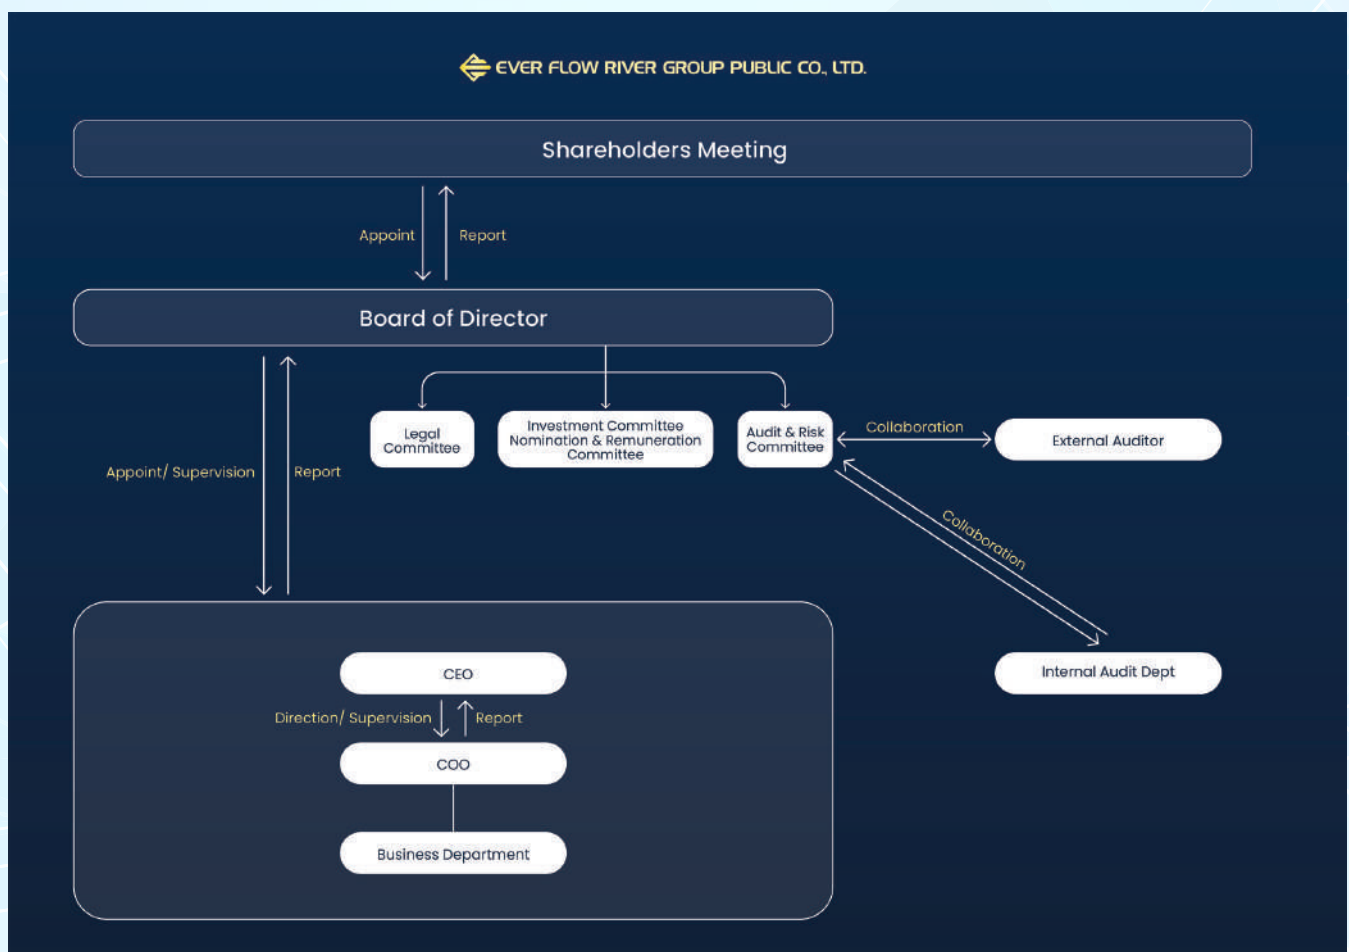 EVER FLOW RIVER GROUP PUBLIC CO., LTD.
Shareholders Meeting
Appoint
Report
Board of Director
Legal
Committee
Investment Committee
Nomination & Remuneration
Committee
Audit & Risk
Committee
Collaboration
External Auditor
Appoint/ Supervision
Report
Collaboration
CEO
Internal Audit Dept
Direction/ Supervision
Report
COO
Business Department